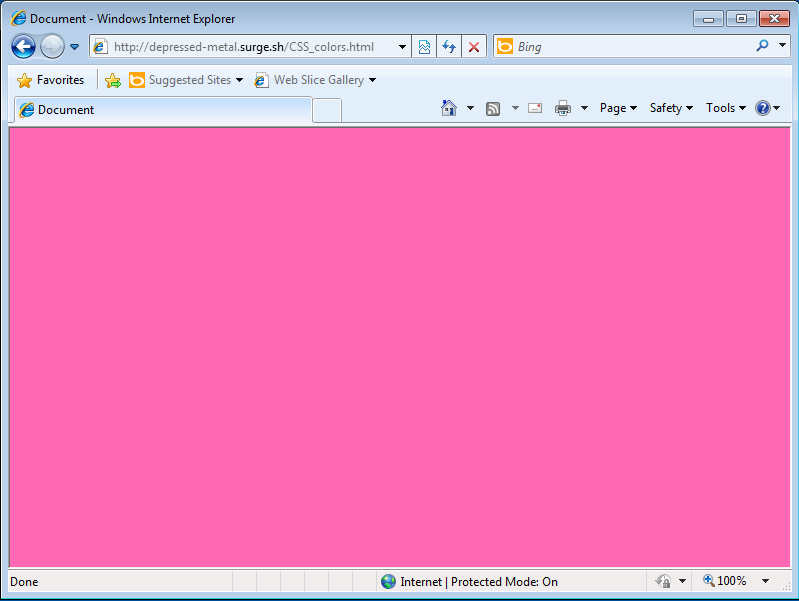 Document - Windows Internet Explorer
http://depressed-metal.surge.sh/CSS_colors.html
Bing
Favorites
Suggested Sites
Web Slice Gallery
Document
Page
Safety
Tools
Done
Internet | Protected Mode: On
100%